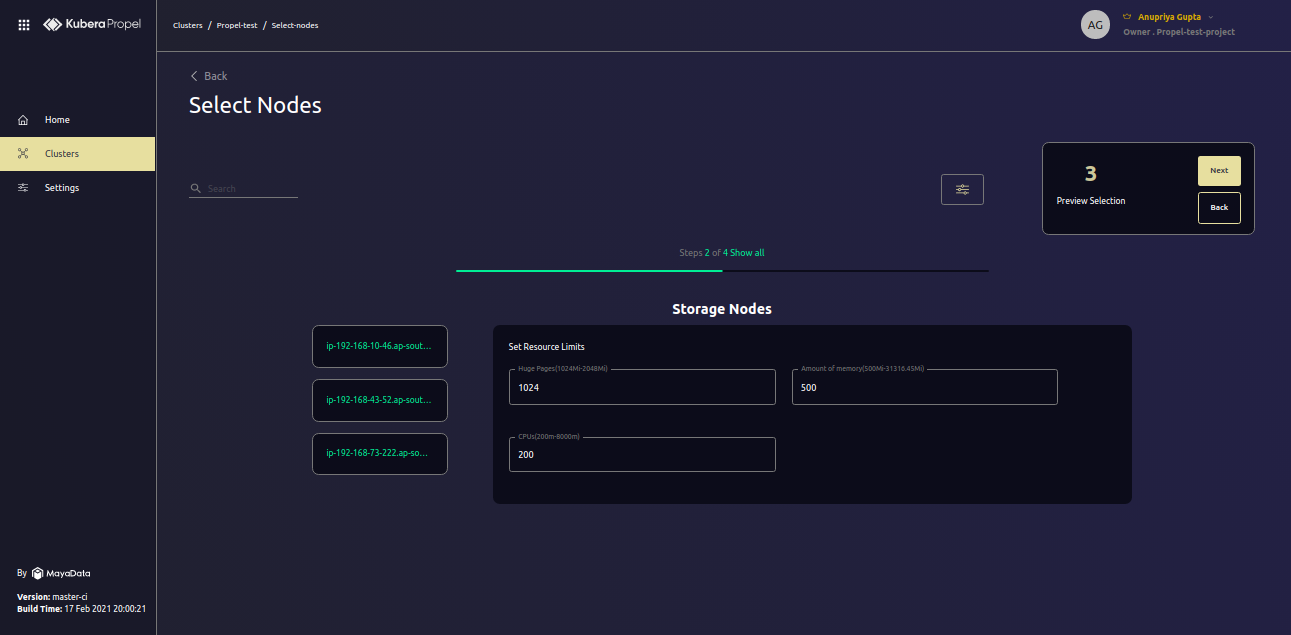 Kubera Propel
Clusters / Propel-test / Select-nodes
AG
Anupriya Gupta
Owner . Propel-test-project
Home
Clusters
Settings
Back
Select Nodes
Search
3
Preview Selection
Next
Back
Steps 2 of 4 Show all
Storage Nodes
ip-192-168-10-46.ap-sout...
ip-192-168-43-52.ap-sout...
ip-192-168-73-222.ap-so...
Set Resource Limits
Huge Pages(1024Mi-2048Mi)
1024
Amount of memory(500Mi-31316.45Mi)
500
CPUs(200m-8000m)
200
By MayaData
Version: master-ci
Build Time: 17 Feb 2021 20:00:21